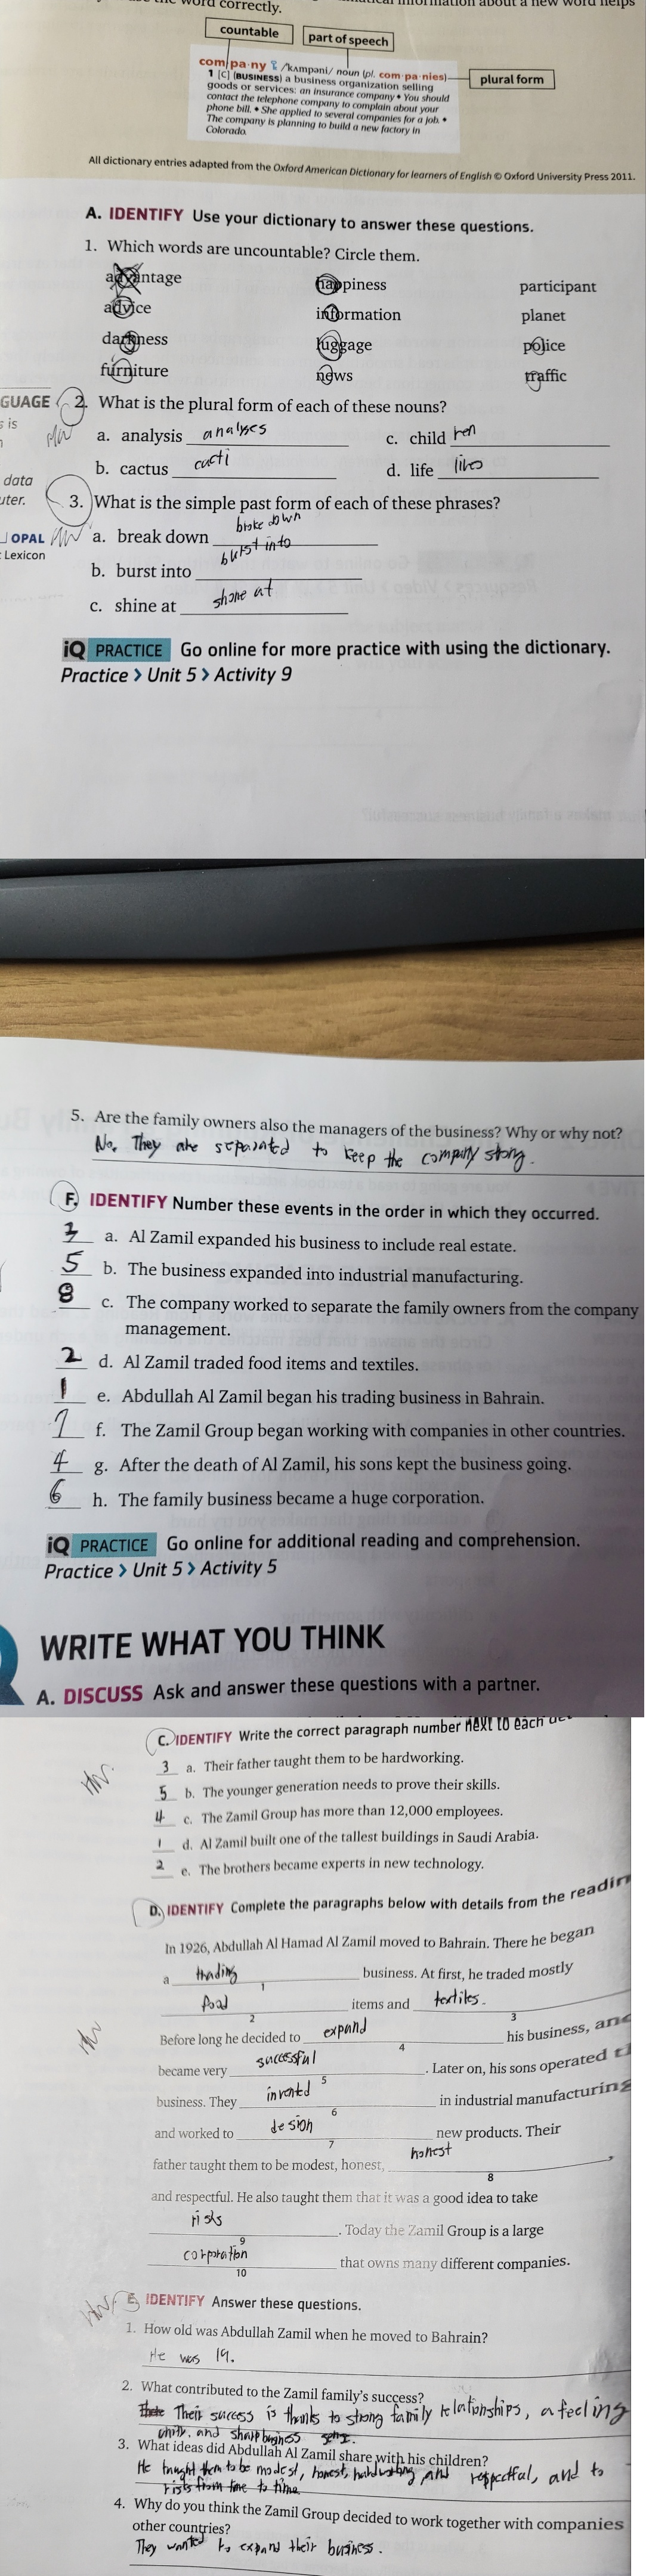 the word correctly.
countable
part of speech
com·pa·ny /ˈkʌmpəni/ noun (pl. com·pa·nies)
plural form
1 [C] (BUSINESS) a business organization selling
goods or services: an insurance company • You should
contact the telephone company to complain about your
phone bill. • She applied to several companies for a job. •
The company is planning to build a new factory in
Colorado.
All dictionary entries adapted from the Oxford American Dictionary for learners of English © Oxford University Press 2011.
A. IDENTIFY Use your dictionary to answer these questions.
1. Which words are uncountable? Circle them.
advantage happiness participant
advice information planet
darkness luggage police
furniture news traffic
GUAGE
s is
2. What is the plural form of each of these nouns?
a. analysis analyses c. child ren
b. cactus cacti d. life lives
data
uter.
OPAL
Lexicon
3. What is the simple past form of each of these phrases?
a. break down broke down
b. burst into burst into
c. shine at shone at
iQ PRACTICE Go online for more practice with using the dictionary.
Practice > Unit 5 > Activity 9
5. Are the family owners also the managers of the business? Why or why not?
No. They are separated to keep the company strong.
F. IDENTIFY Number these events in the order in which they occurred.
3 a. Al Zamil expanded his business to include real estate.
5 b. The business expanded into industrial manufacturing.
8 c. The company worked to separate the family owners from the company
management.
2 d. Al Zamil traded food items and textiles.
1 e. Abdullah Al Zamil began his trading business in Bahrain.
7 f. The Zamil Group began working with companies in other countries.
4 g. After the death of Al Zamil, his sons kept the business going.
6 h. The family business became a huge corporation.
iQ PRACTICE Go online for additional reading and comprehension.
Practice > Unit 5 > Activity 5
WRITE WHAT YOU THINK
A. DISCUSS Ask and answer these questions with a partner.
C. IDENTIFY Write the correct paragraph number next to each
3 a. Their father taught them to be hardworking.
5 b. The younger generation needs to prove their skills.
4 c. The Zamil Group has more than 12,000 employees.
1 d. Al Zamil built one of the tallest buildings in Saudi Arabia.
2 e. The brothers became experts in new technology.
D. IDENTIFY Complete the paragraphs below with details from the readin
In 1926, Abdullah Al Hamad Al Zamil moved to Bahrain. There he began
a trading business. At first, he traded mostly
1
food items and textiles.
2 3
Before long he decided to expand his business, and
4
became very successful. Later on, his sons operated t
5
business. They invented in industrial manufacturing
6
and worked to design new products. Their
7
father taught them to be modest, honest, honest
8
and respectful. He also taught them that it was a good idea to take
risks. Today the Zamil Group is a large
9
corporation that owns many different companies.
10
E. IDENTIFY Answer these questions.
1. How old was Abdullah Zamil when he moved to Bahrain?
He was 19.
2. What contributed to the Zamil family's success?
Their success is thanks to strong family relationships, a feeling
unity, and sharp business sense.
3. What ideas did Abdullah Al Zamil share with his children?
He taught them to be modest, honest, hardworking and respectful, and to
risks from time to time
4. Why do you think the Zamil Group decided to work together with companies
other countries?
They wanted to expand their business.